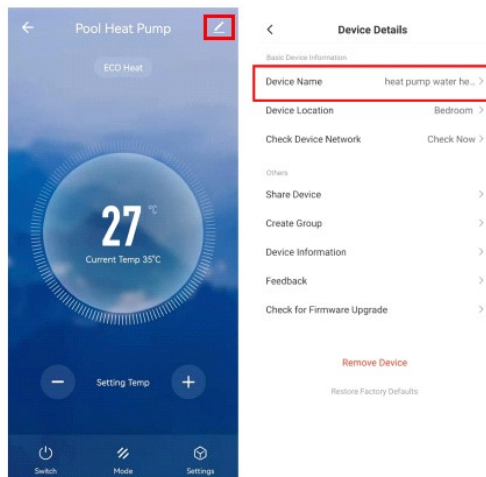 Pool Heat Pump
ECO Heat
27 °C
Current Temp 35°C
Setting Temp
Switch
Mode
Settings
Device Details
Basic Device Information
Device Name heat pump water he..
Device Location Bedroom
Check Device Network Check Now
Others
Share Device
Create Group
Device Information
Feedback
Check for Firmware Upgrade
Remove Device
Restore Factory Defaults